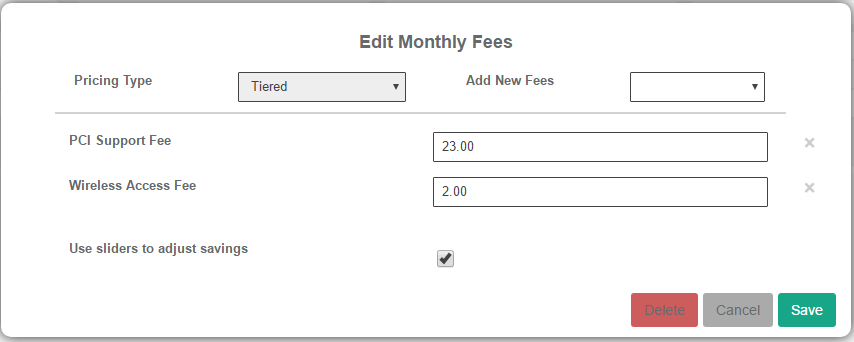 Edit Monthly Fees
Pricing Type Tiered Add New Fees
PCI Support Fee 23.00
Wireless Access Fee 2.00
Use sliders to adjust savings
Delete Cancel Save